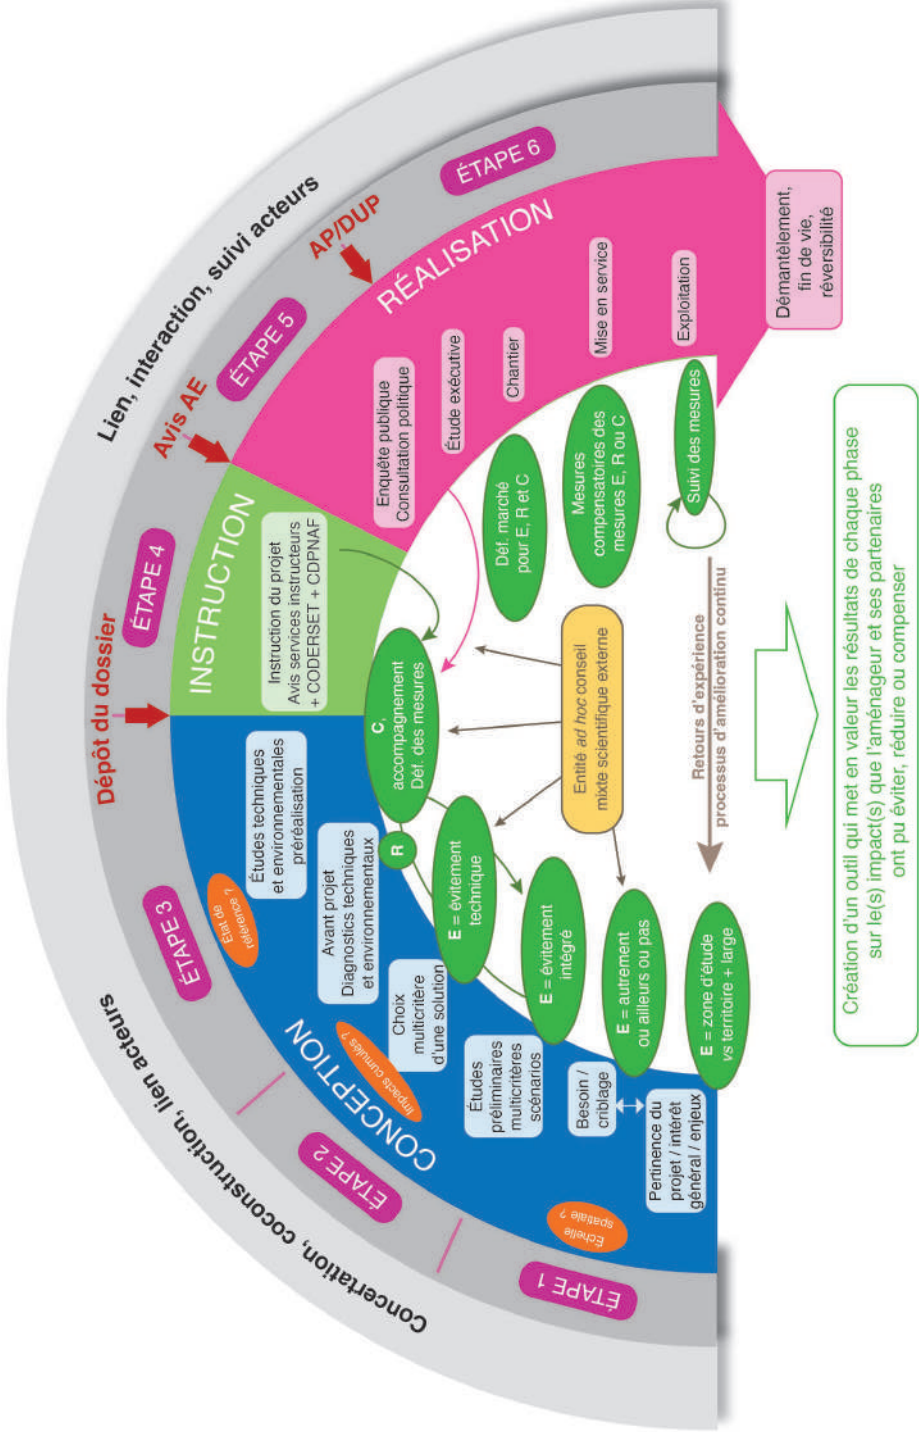 Concertation, coconstruction, lien acteurs
Lien, interaction, suivi acteurs
ÉTAPE 1
ÉTAPE 2
ÉTAPE 3
Dépôt du dossier
ÉTAPE 4
Avis AE
ÉTAPE 5
AP/DUP
ÉTAPE 6
CONCEPTION
Échelle
spatiale ?
Impacts cumulés ?
État de
référence ?
Pertinence du
projet / intérêt
général / enjeux
Besoin /
criblage
Études
préliminaires
multicritères
scénarios
Choix
multicritère
d'une solution
Avant projet
Diagnostics techniques
et environnementaux
Études techniques
et environnementales
préréalisation
INSTRUCTION
Instruction du projet
Avis services instructeurs
+ CODERSET + CDPNAF
RÉALISATION
Enquête publique
Consultation politique
Étude exécutive
Chantier
Mise en service
Exploitation
Démantèlement,
fin de vie,
réversibilité
E = zone d'étude
vs territoire + large
E = autrement
ou ailleurs ou pas
E = évitement
intégré
E = évitement
technique
R
C,
accompagnement
Déf. des mesures
Déf. marché
pour E, R et C
Mesures
compensatoires des
mesures E, R ou C
Suivi des mesures
Entité ad hoc conseil
mixte scientifique externe
Retours d'expérience
processus d'amélioration continu
Création d'un outil qui met en valeur les résultats de chaque phase
sur le(s) impact(s) que l'aménageur et ses partenaires
ont pu éviter, réduire ou compenser